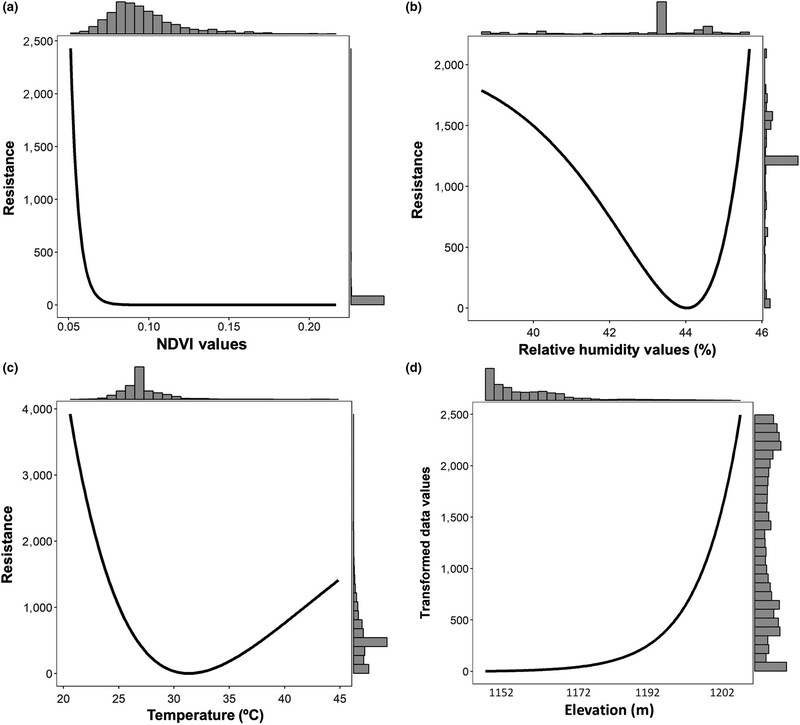 (a)
2,500
2,000
1,500
1,000
500
0
Resistance
0.05 0.10 0.15 0.20
NDVI values
(b)
2,000
1,500
1,000
500
0
Resistance
40 42 44 46
Relative humidity values (%)
(c)
4,000
3,000
2,000
1,000
0
Resistance
20 25 30 35 40 45
Temperature (ºC)
(d)
2,500
2,000
1,500
1,000
500
0
Transformed data values
1152 1172 1192 1202
Elevation (m)